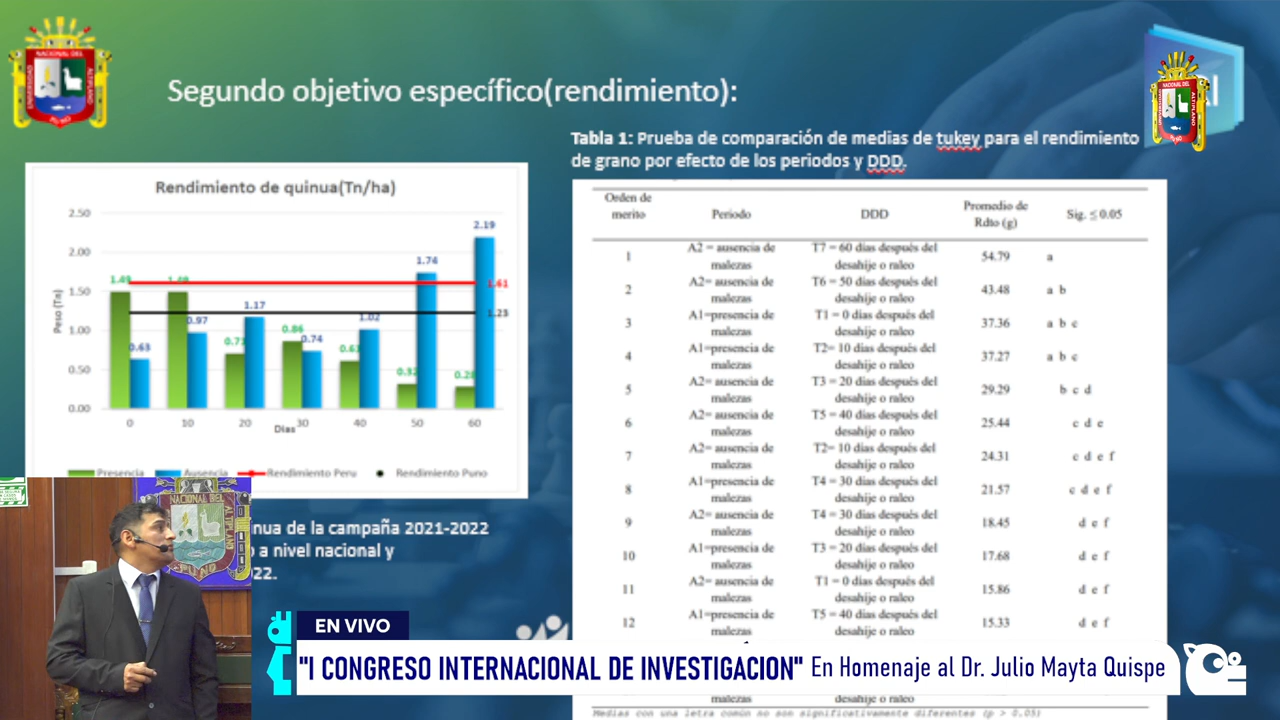 Segundo objetivo específico(rendimiento):
Tabla 1: Prueba de comparación de medias de tukey para el rendimiento
de grano por efecto de los periodos y DDD.
Rendimiento de quinua(Tn/ha)
Peso (Tn)
2.50
2.00
1.50
1.00
0.50
0.00
1.49 0.63
1.49 0.97
0.71 1.17
0.86 0.74
0.61 1.02
0.32 1.74
0.28 2.19
1.61
1.23
0 10 20 30 40 50 60
Dias
Presencia Ausencia Rendimiento Peru Rendimiento Puno
Orden de merito Periodo DDD Promedio de Rdto (g) Sig. ≤ 0.05
1 A2 = ausencia de malezas T7 = 60 días después del desahije o raleo 54.79 a
2 A2= ausencia de malezas T6 = 50 días después del desahije o raleo 43.48 a b
3 A1=presencia de malezas T1 = 0 días después del desahije o raleo 37.36 a b c
4 A1=presencia de malezas T2= 10 días después del desahije o raleo 37.27 a b c
5 A2= ausencia de malezas T3 = 20 días después del desahije o raleo 29.29 b c d
6 A2= ausencia de malezas T5 = 40 días después del desahije o raleo 25.44 c d e
7 A2= ausencia de malezas T2= 10 días después del desahije o raleo 24.31 c d e f
8 A1=presencia de malezas T4 = 30 días después del desahije o raleo 21.57 c d e f
9 A2= ausencia de malezas T4 = 30 días después del desahije o raleo 18.45 d e f
10 A1=presencia de malezas T3 = 20 días después del desahije o raleo 17.68 d e f
11 A2= ausencia de malezas T1 = 0 días después del desahije o raleo 15.86 d e f
12 A1=presencia de malezas T5 = 40 días después del desahije o raleo 15.33 d e f
malezas desahije o raleo
Medias con una letra común no son significativamente diferentes (p > 0.05)
inua de la campaña 2021-2022
o a nivel nacional y
22.
NACIONAL DEL
ALTIPLANO
PUNO
EN VIVO
"I CONGRESO INTERNACIONAL DE INVESTIGACION" En Homenaje al Dr. Julio Mayta Quispe